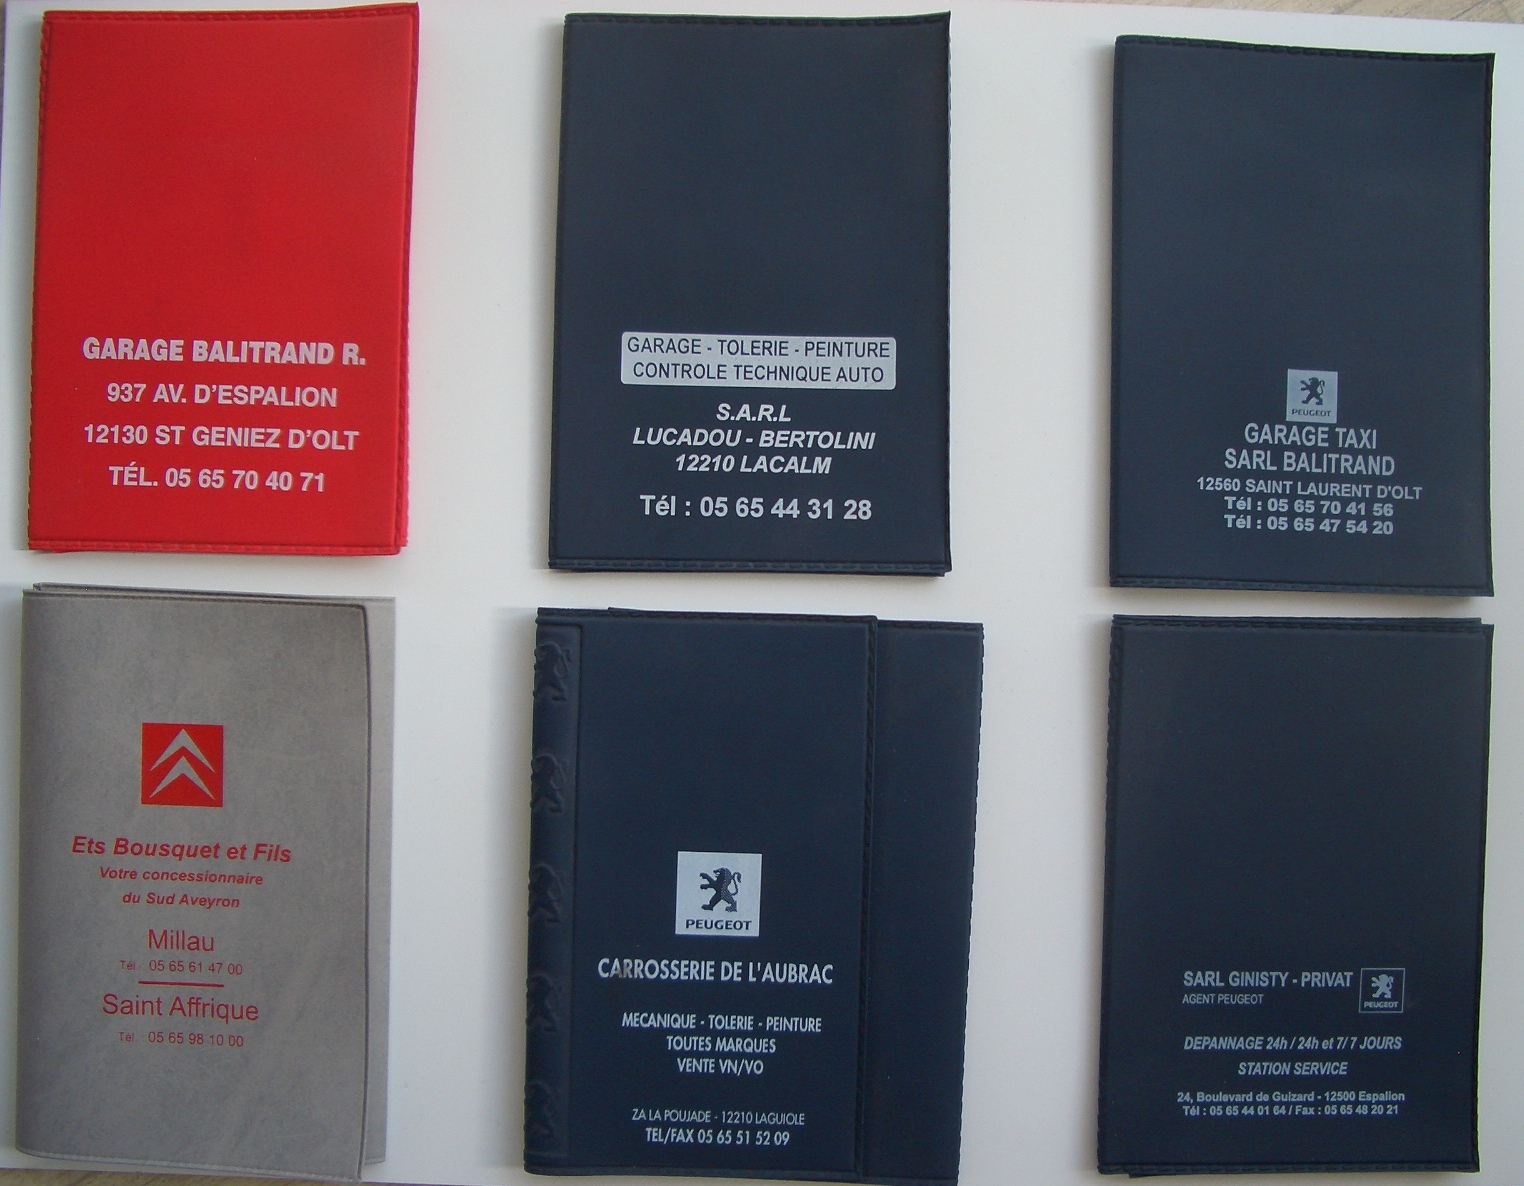 GARAGE BALITRAND R.
937 AV. D'ESPALION
12130 ST GENIEZ D'OLT
TÉL. 05 65 70 40 71
GARAGE - TOLERIE - PEINTURE
CONTROLE TECHNIQUE AUTO
S.A.R.L
LUCADOU - BERTOLINI
12210 LACALM
Tél : 05 65 44 31 28
PEUGEOT
GARAGE TAXI
SARL BALITRAND
12560 SAINT LAURENT D'OLT
Tél : 05 65 70 41 56
Tél : 05 65 47 54 20
Ets Bousquet et Fils
Votre concessionnaire
du Sud Aveyron
Millau
Tél. : 05 65 61 47 00
Saint Affrique
Tél. : 05 65 98 10 00
PEUGEOT
CARROSSERIE DE L'AUBRAC
MECANIQUE - TOLERIE - PEINTURE
TOUTES MARQUES
VENTE VN/VO
ZA LA POUJADE - 12210 LAGUIOLE
TEL/FAX 05 65 51 52 09
SARL GINISTY - PRIVAT
AGENT PEUGEOT
PEUGEOT
DEPANNAGE 24h / 24h et 7/ 7 JOURS
STATION SERVICE
24, Boulevard de Guizard - 12500 Espalion
Tél : 05 65 44 01 64 / Fax : 05 65 48 20 21